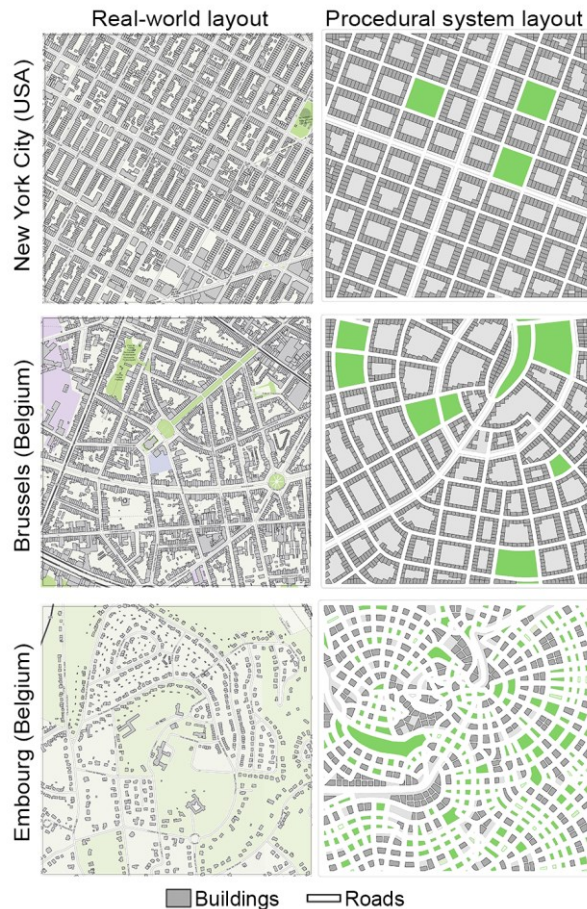 Real-world layout
Procedural system layout
New York City (USA)
Brussels (Belgium)
Embourg (Belgium)
Buildings
Roads